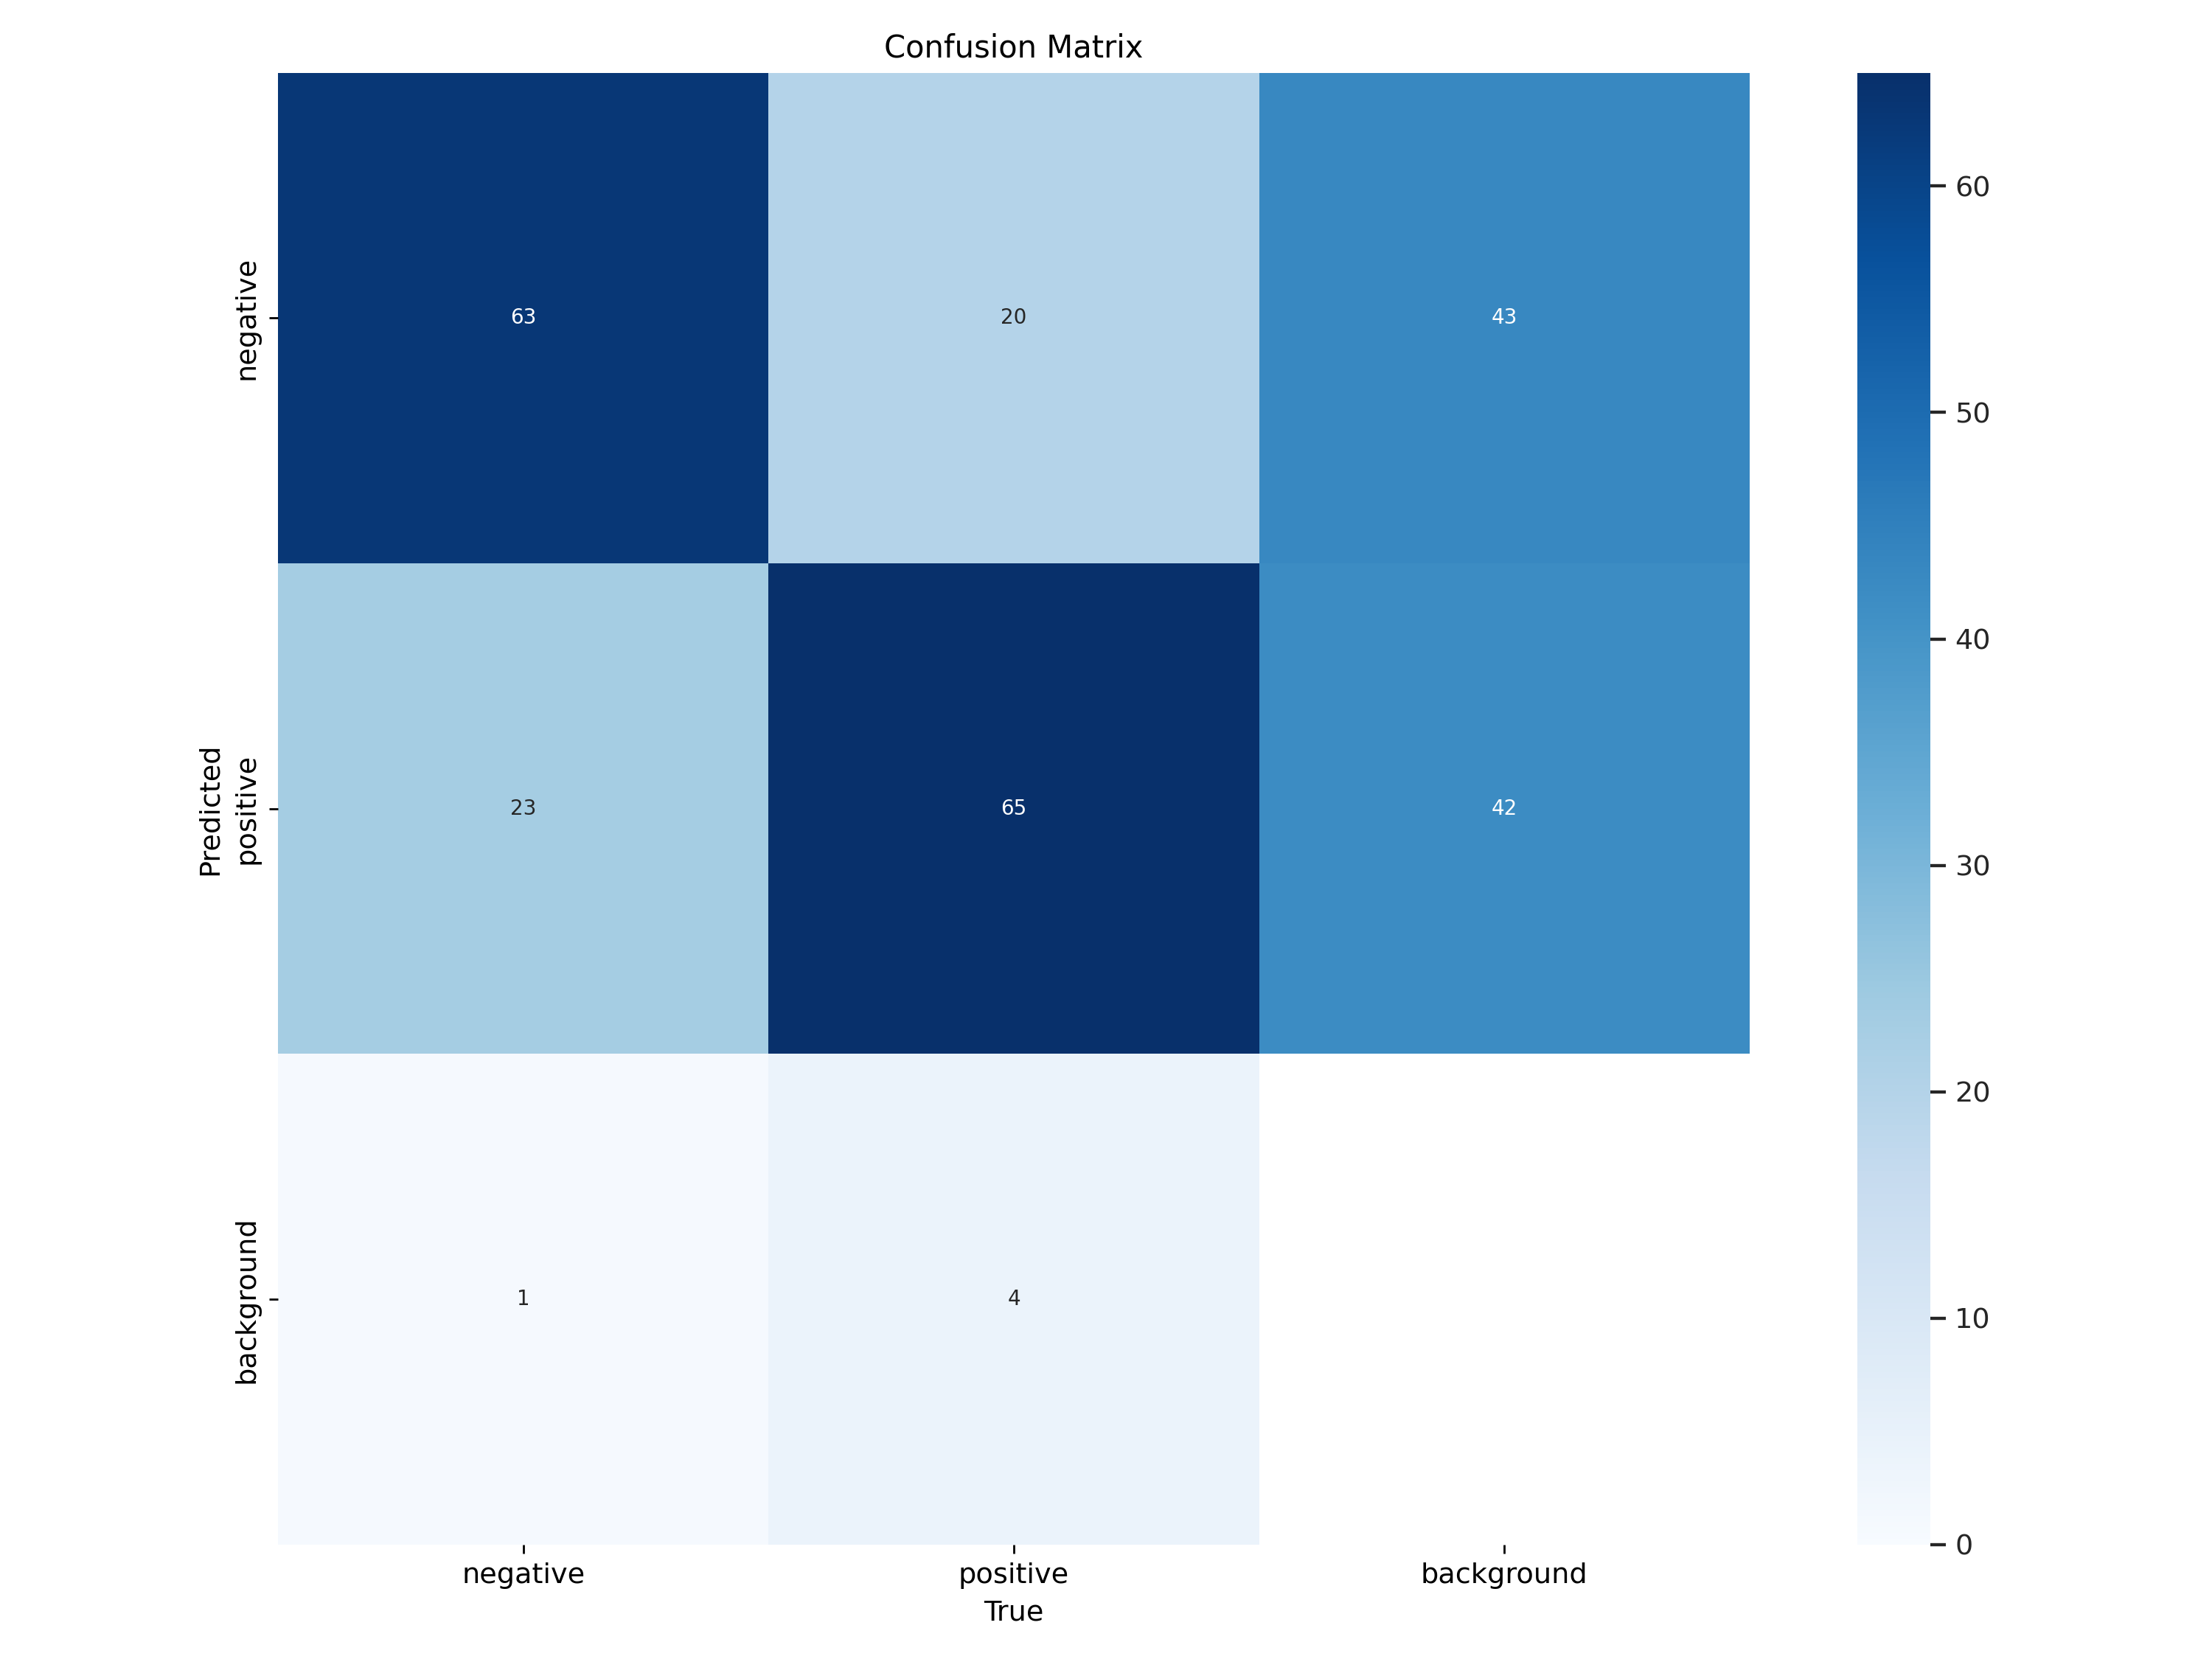 Confusion Matrix
negative
63
20
43
60
50
40
30
20
10
0
Predicted
positive
23
65
42
background
1
4
negative
positive
background
True